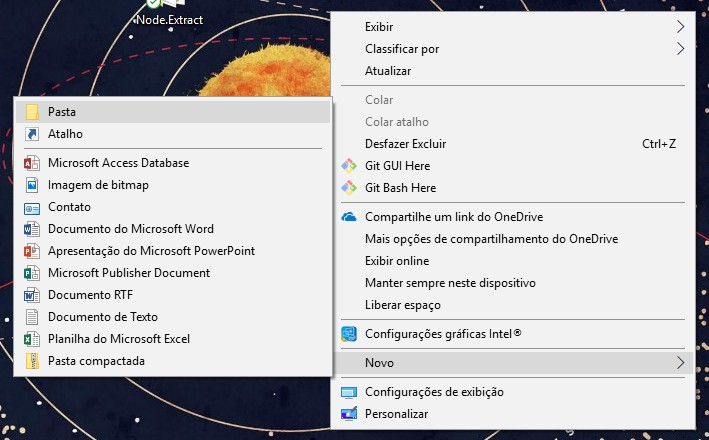 Node.Extract
Exibir
Classificar por
Atualizar
Colar
Colar atalho
Desfazer Excluir Ctrl+Z
Git GUI Here
Git Bash Here
Compartilhe um link do OneDrive
Mais opções de compartilhamento do OneDrive
Exibir online
Manter sempre neste dispositivo
Liberar espaço
Configurações gráficas Intel®
Novo
Configurações de exibição
Personalizar
Pasta
Atalho
Microsoft Access Database
Imagem de bitmap
Contato
Documento do Microsoft Word
Apresentação do Microsoft PowerPoint
Microsoft Publisher Document
Documento RTF
Documento de Texto
Planilha do Microsoft Excel
Pasta compactada